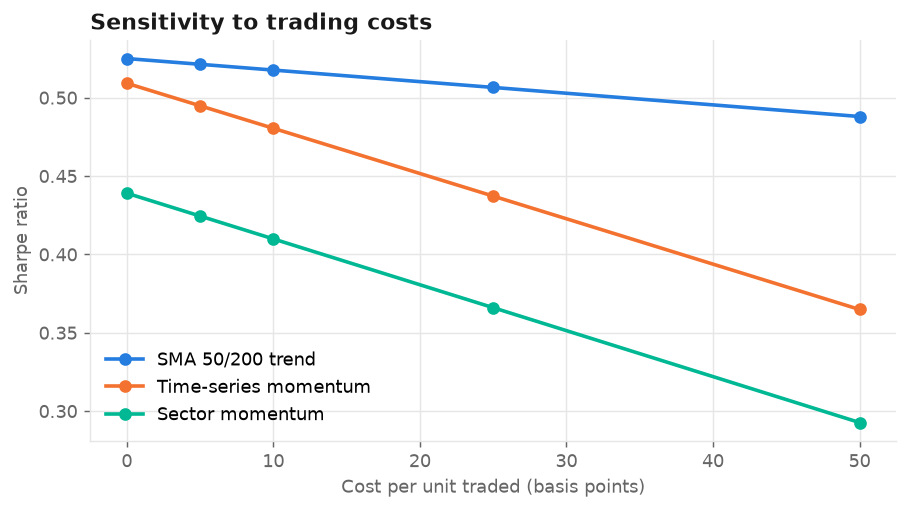 Sensitivity to trading costs
Sharpe ratio
0.50
0.45
0.40
0.35
0.30
SMA 50/200 trend
Time-series momentum
Sector momentum
0 10 20 30 40 50
Cost per unit traded (basis points)